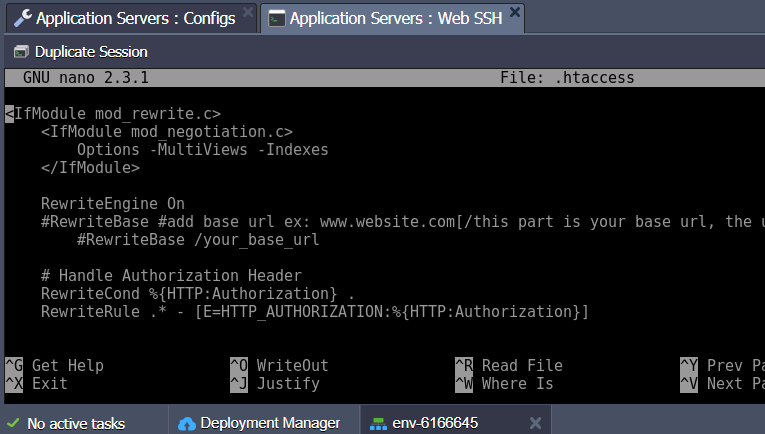 Application Servers : Configs
Application Servers : Web SSH
Duplicate Session
GNU nano 2.3.1 File: .htaccess
<IfModule mod_rewrite.c>
<IfModule mod_negotiation.c>
Options -MultiViews -Indexes
</IfModule>
RewriteEngine On
#RewriteBase #add base url ex: www.website.com[/this part is your base url, the u
#RewriteBase /your_base_url
# Handle Authorization Header
RewriteCond %{HTTP:Authorization} .
RewriteRule .* - [E=HTTP_AUTHORIZATION:%{HTTP:Authorization}]
^G Get Help ^O WriteOut ^R Read File ^Y Prev Pa
^X Exit ^J Justify ^W Where Is ^V Next Pa
No active tasks Deployment Manager env-6166645